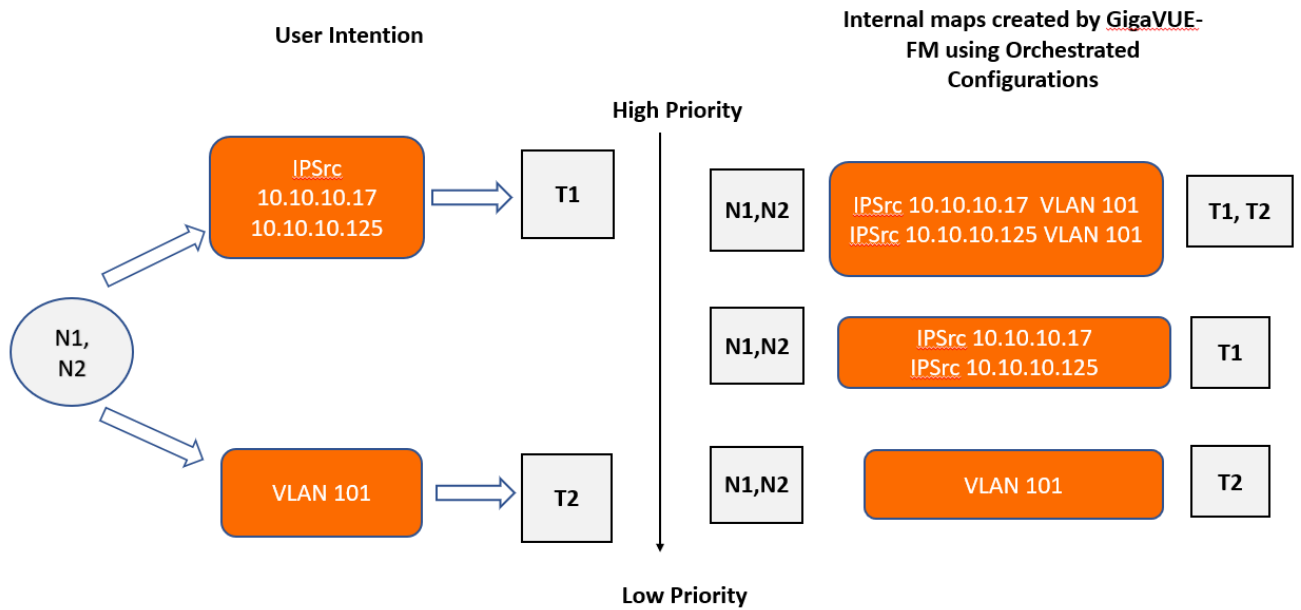 User Intention
Internal maps created by GigaVUE-
FM using Orchestrated
Configurations
High Priority
IPSrc
10.10.10.17
10.10.10.125
T1
N1,
N2
VLAN 101
T2
N1,N2
IPSrc 10.10.10.17 VLAN 101
IPSrc 10.10.10.125 VLAN 101
T1, T2
N1,N2
IPSrc 10.10.10.17
IPSrc 10.10.10.125
T1
N1,N2
VLAN 101
T2
Low Priority